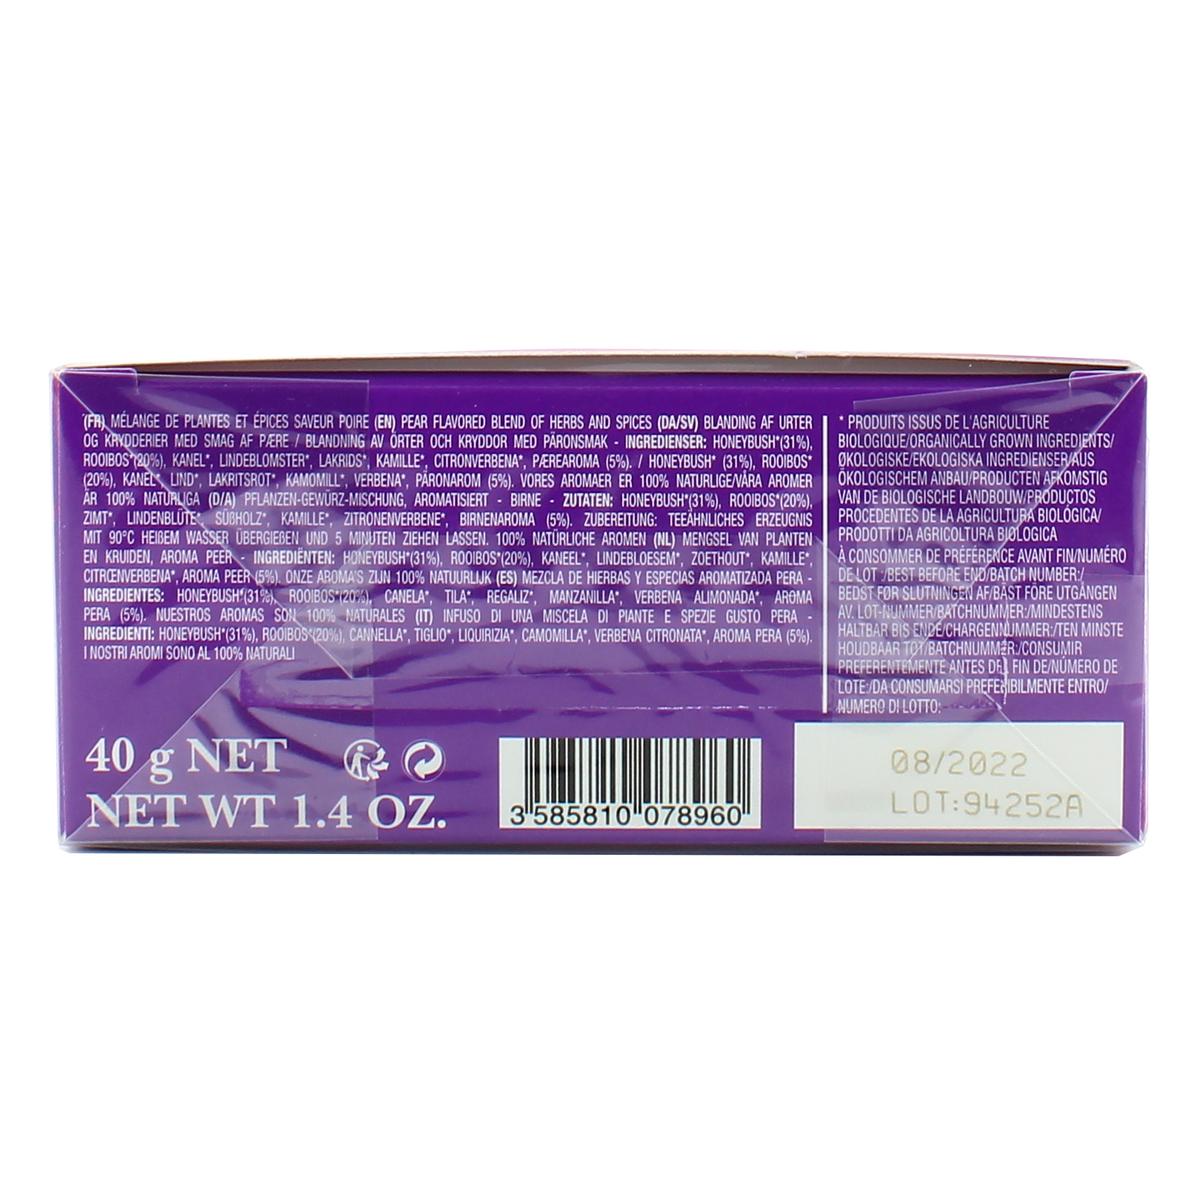 (FR) MÉLANGE DE PLANTES ET ÉPICES SAVEUR POIRE (EN) PEAR FLAVORED BLEND OF HERBS AND SPICES (DA/SV) BLANDING AF URTER
OG KRYDDERIER MED SMAG AF PÆRE / BLANDNING AV ÖRTER OCH KRYDDOR MED PÄRONSMAK - INGREDIENSER: HONEYBUSH*(31%),
ROOIBOS*(20%), KANEL*, LINDEBLOMSTER*, LAKRIDS*, KAMILLE*, CITRONVERBENA*, PÆREAROMA (5%). / HONEYBUSH* (31%), ROOIBOS*
(20%), KANEL*, LIND*, LAKRITSROT*, KAMOMILL*, VERBENA*, PÄRONAROM (5%). VORES AROMAER ER 100% NATURLIGE/VÅRA AROMER
ÄR 100% NATURLIGA (D/A) PFLANZEN-GEWÜRZ-MISCHUNG, AROMATISIERT - BIRNE - ZUTATEN: HONEYBUSH*(31%), ROOIBOS*(20%),
ZIMT*, LINDENBLÜTE*, SÜßHOLZ*, KAMILLE*, ZITRONENVERBENE*, BIRNENAROMA (5%). ZUBEREITUNG: TEEÄHNLICHES ERZEUGNIS
MIT 90°C HEIßEM WASSER ÜBERGIEßEN UND 5 MINUTEN ZIEHEN LASSEN. 100% NATÜRLICHE AROMEN (NL) MENGSEL VAN PLANTEN
EN KRUIDEN, AROMA PEER - INGREDIËNTEN: HONEYBUSH*(31%), ROOIBOS*(20%), KANEEL*, LINDEBLOESEM*, ZOETHOUT*, KAMILLE*,
CITRŒNVERBENA*, AROMA PEER (5%). ONZE AROMA'S ZIJN 100% NATUURLIJK (ES) MEZCLA DE HIERBAS Y ESPECIAS AROMATIZADA PERA -
INGREDIENTES: HONEYBUSH*(31%), ROOIBOS*(20%), CANELA*, TILA*, REGALIZ*, MANZANILLA*, VERBENA ALIMONADA*, AROMA
PERA (5%). NUESTROS AROMAS SON 100% NATURALES (IT) INFUSO DI UNA MISCELA DI PIANTE E SPEZIE GUSTO PERA -
INGREDIENTI: HONEYBUSH*(31%), ROOIBOS*(20%), CANNELLA*, TIGLIO*, LIQUIRIZIA*, CAMOMILLA*, VERBENA CITRONATA*, AROMA PERA (5%).
I NOSTRI AROMI SONO AL 100% NATURALI
* PRODUITS ISSUS DE L'AGRICULTURE
BIOLOGIQUE/ORGANICALLY GROWN INGREDIENTS/
ØKOLOGISKE/EKOLOGISKA INGREDIENSER/AUS
ÖKOLOGISCHEM ANBAU/PRODUCTEN AFKOMSTIG
VAN DE BIOLOGISCHE LANDBOUW/PRODUCTOS
PROCEDENTES DE LA AGRICULTURA BIOLÓGICA/
PRODOTTI DA AGRICOLTURA BIOLOGICA
À CONSOMMER DE PRÉFÉRENCE AVANT FIN/NUMÉRO
DE LOT :/BEST BEFORE END/BATCH NUMBER:/
BEDST FØR SLUTNINGEN AF/BÄST FÖRE UTGÅNGEN
AV. LOT-NUMMER/BATCHNUMMER:/MINDESTENS
HALTBAR BIS ENDE/CHARGENNUMMER:/TEN MINSTE
HOUDBAAR TOT/BATCHNUMMER:/CONSUMIR
PREFERENTEMENTE ANTES DEL FIN DE/NÚMERO DE
LOTE:/DA CONSUMARSI PREFERIBILMENTE ENTRO/
NUMERO DI LOTTO:
40 g NET
NET WT 1.4 OZ.
3 585810 078960
08/2022
LOT:94252A